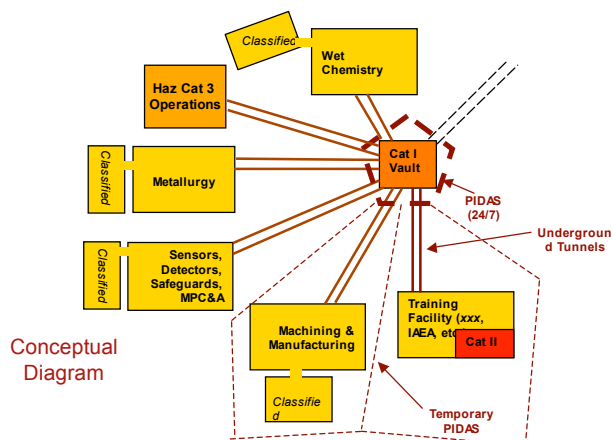 Classified
Wet
Chemistry
Haz Cat 3
Operations
Cat I
Vault
Classified
Metallurgy
PIDAS
(24/7)
Classified
Sensors,
Detectors,
Safeguards,
MPC&A
Undergroun
d Tunnels
Training
Facility (xxx,
IAEA, etc
Cat II
Machining &
Manufacturing
Conceptual
Diagram
Classifie
d
Temporary
PIDAS